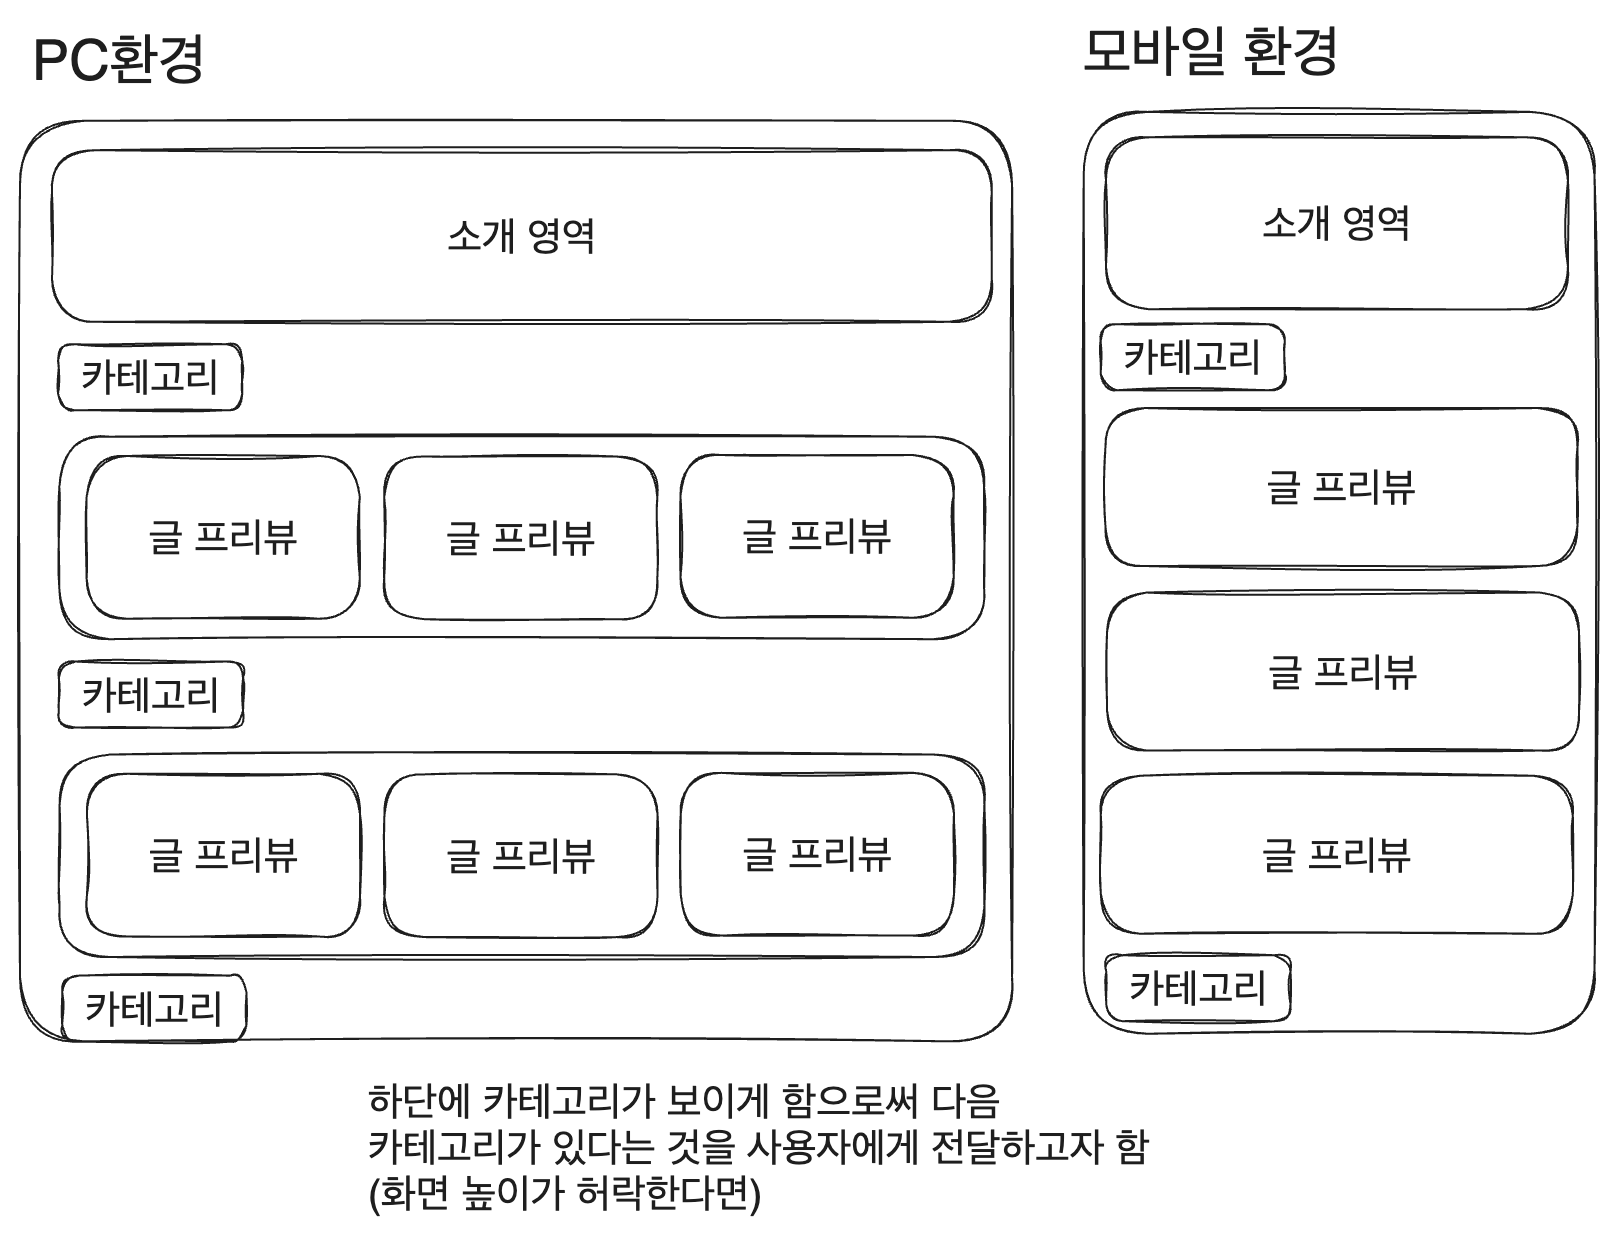 PC환경
소개 영역
카테고리
글 프리뷰
글 프리뷰
글 프리뷰
카테고리
글 프리뷰
글 프리뷰
글 프리뷰
카테고리
모바일 환경
소개 영역
카테고리
글 프리뷰
글 프리뷰
글 프리뷰
카테고리
하단에 카테고리가 보이게 함으로써 다음
카테고리가 있다는 것을 사용자에게 전달하고자 함
(화면 높이가 허락한다면)